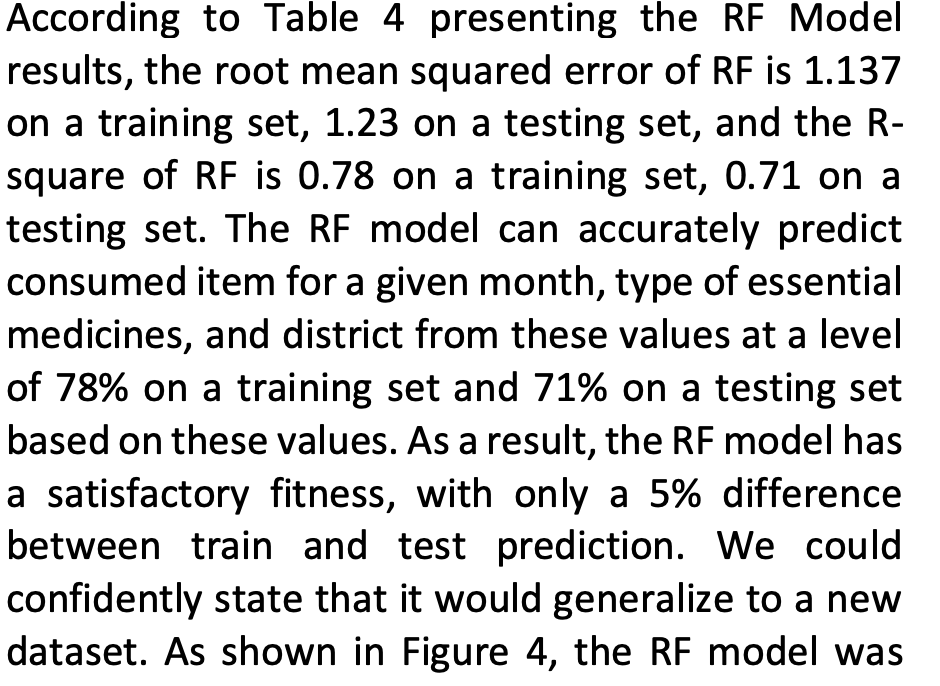 According to Table 4 presenting the RF Model
results, the root mean squared error of RF is 1.137
on a training set, 1.23 on a testing set, and the R-
square of RF is 0.78 on a training set, 0.71 on a
testing set. The RF model can accurately predict
consumed item for a given month, type of essential
medicines, and district from these values at a level
of 78% on a training set and 71% on a testing set
based on these values. As a result, the RF model has
a satisfactory fitness, with only a 5% difference
between train and test prediction. We could
confidently state that it would generalize to a new
dataset. As shown in Figure 4, the RF model was